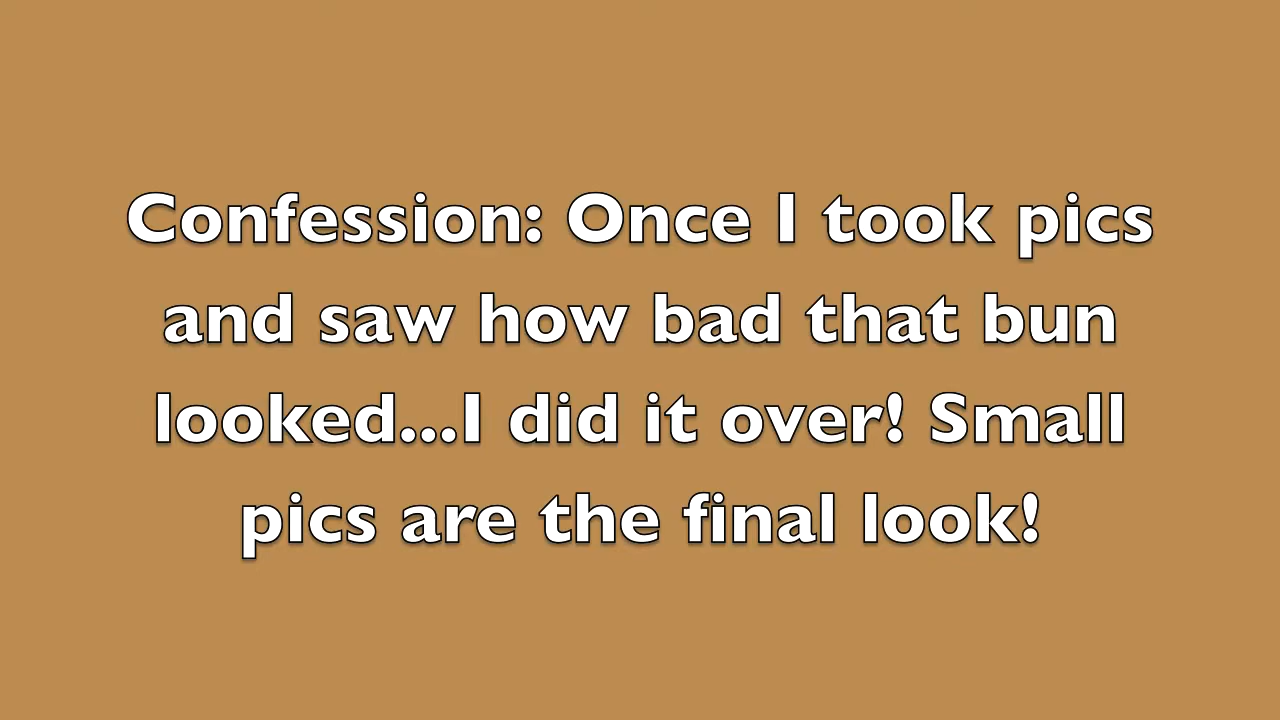 Confession: Once I took pics
and saw how bad that bun
looked...I did it over! Small
pics are the final look!